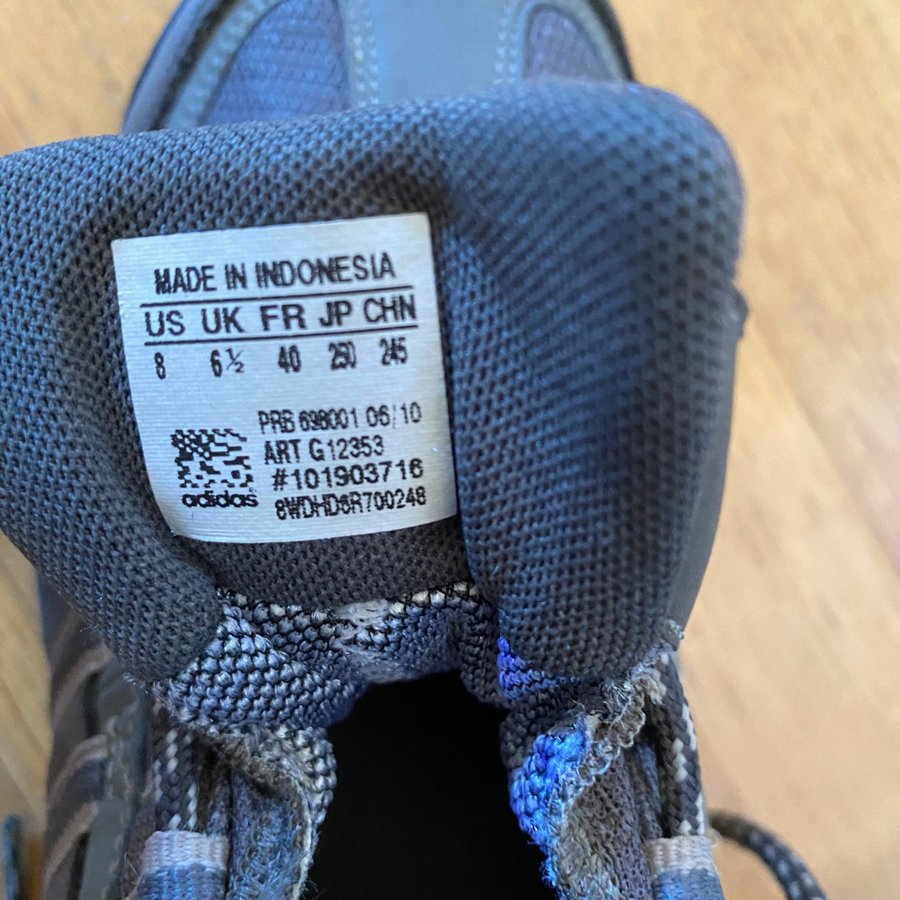 MADE IN INDONESIA
US UK FR JP CHN
8 6½ 40 250 245
PRB 698001 06/10
ART G12353
#101903716
adidas 8WDHD6R700248